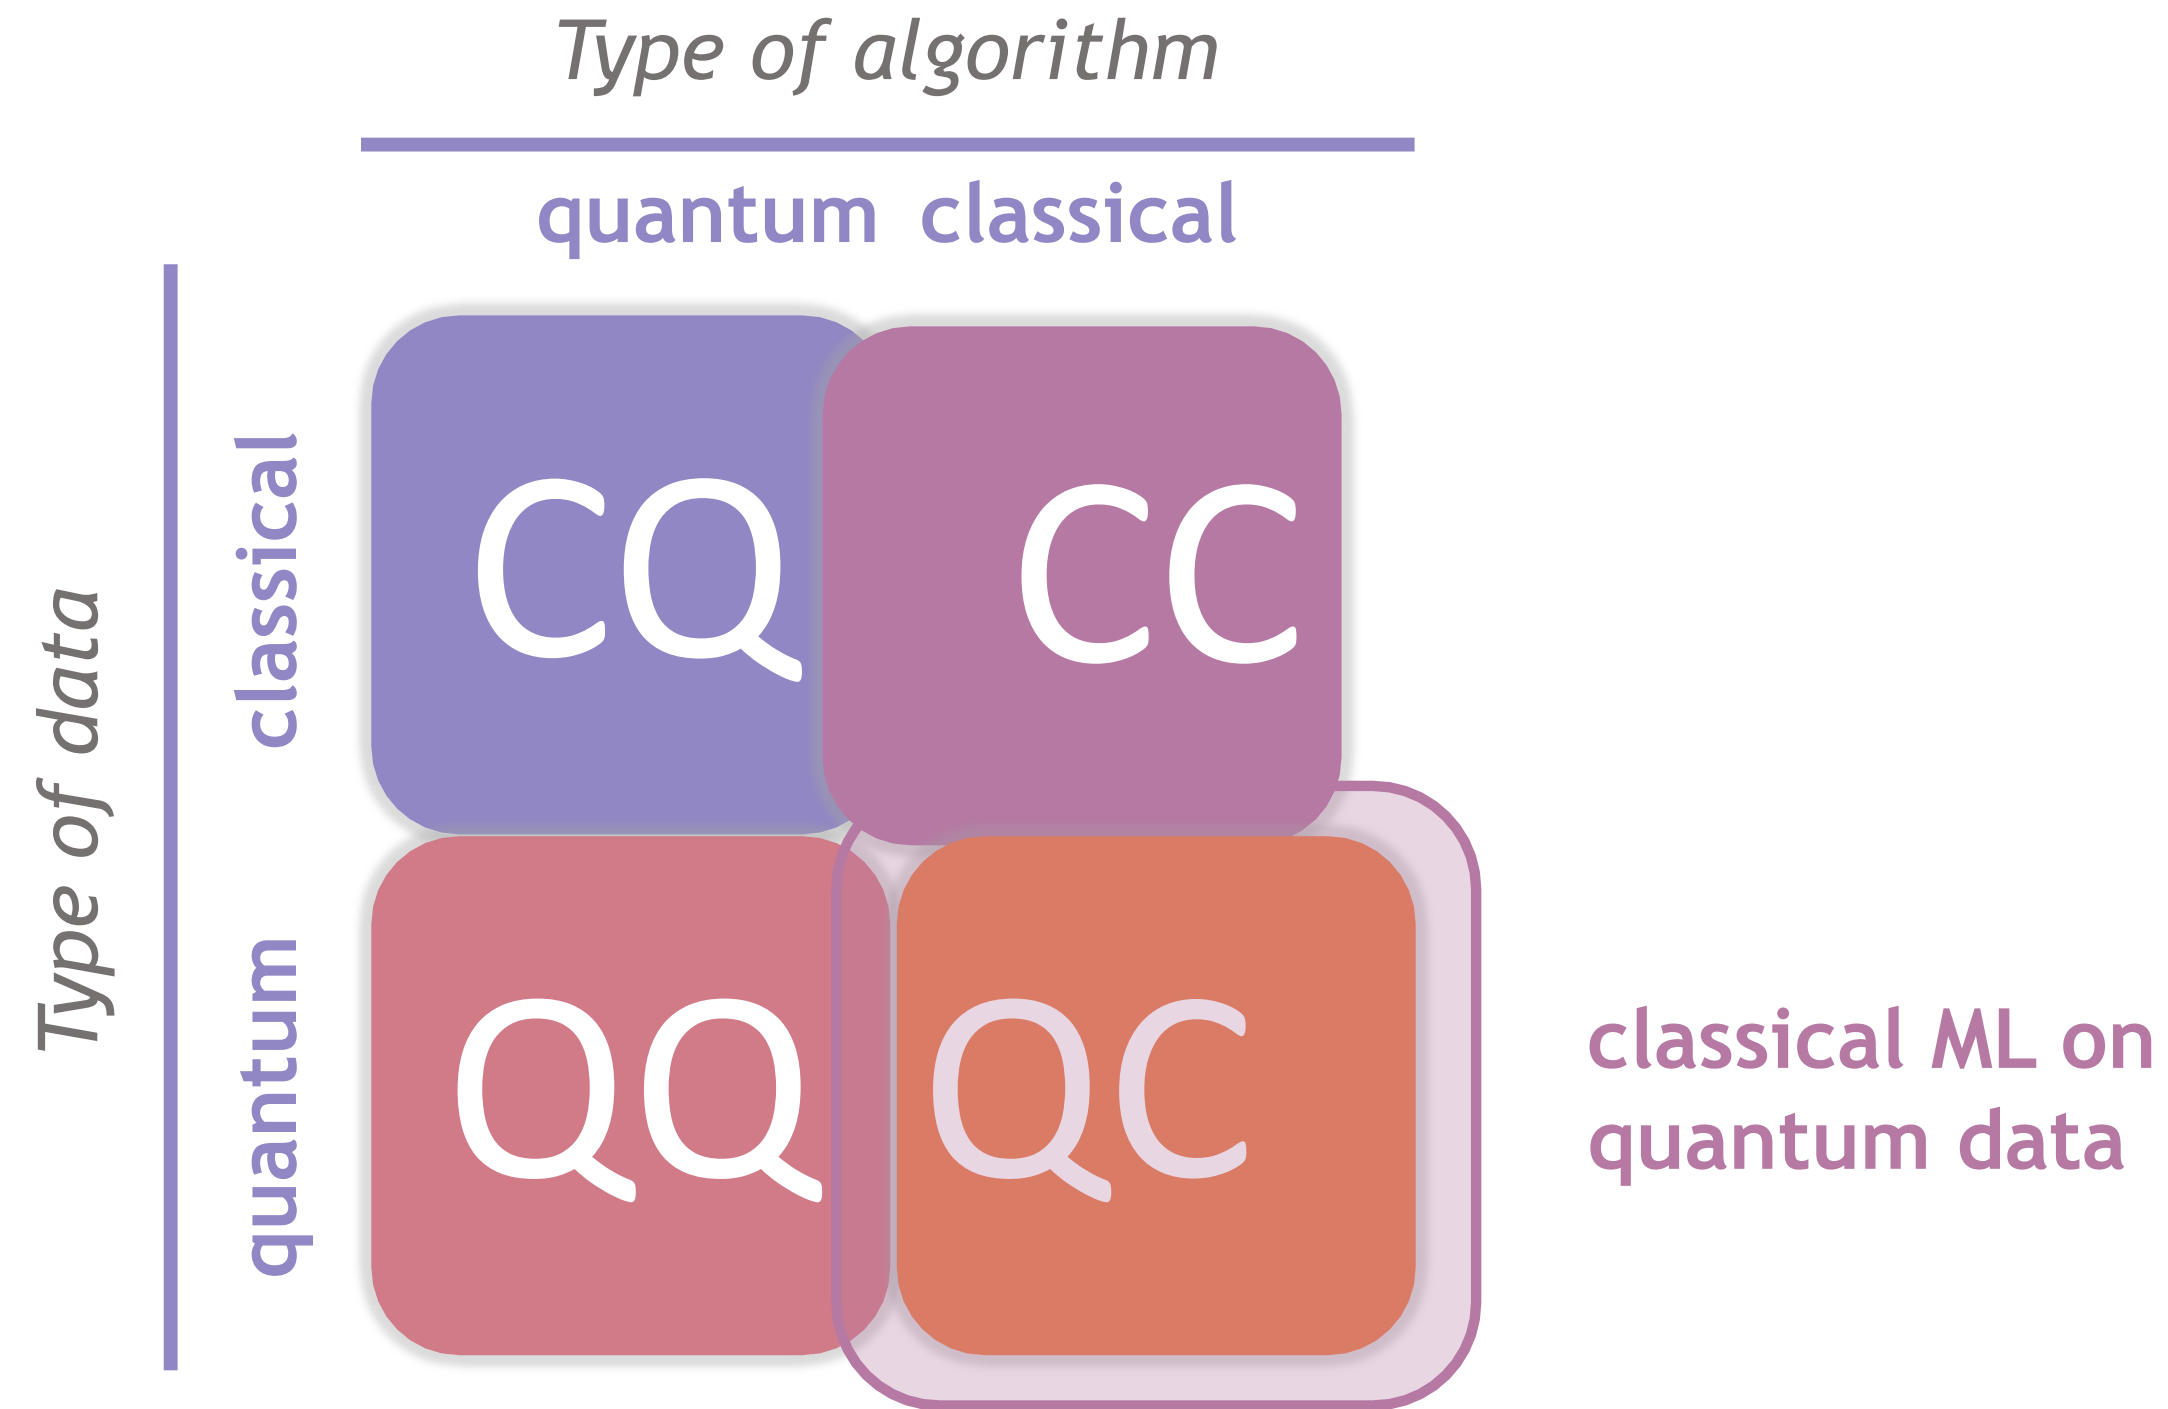 Type of algorithm
quantum classical
Type of data
classical
quantum
CQ
CC
QQ
QC
classical ML on
quantum data